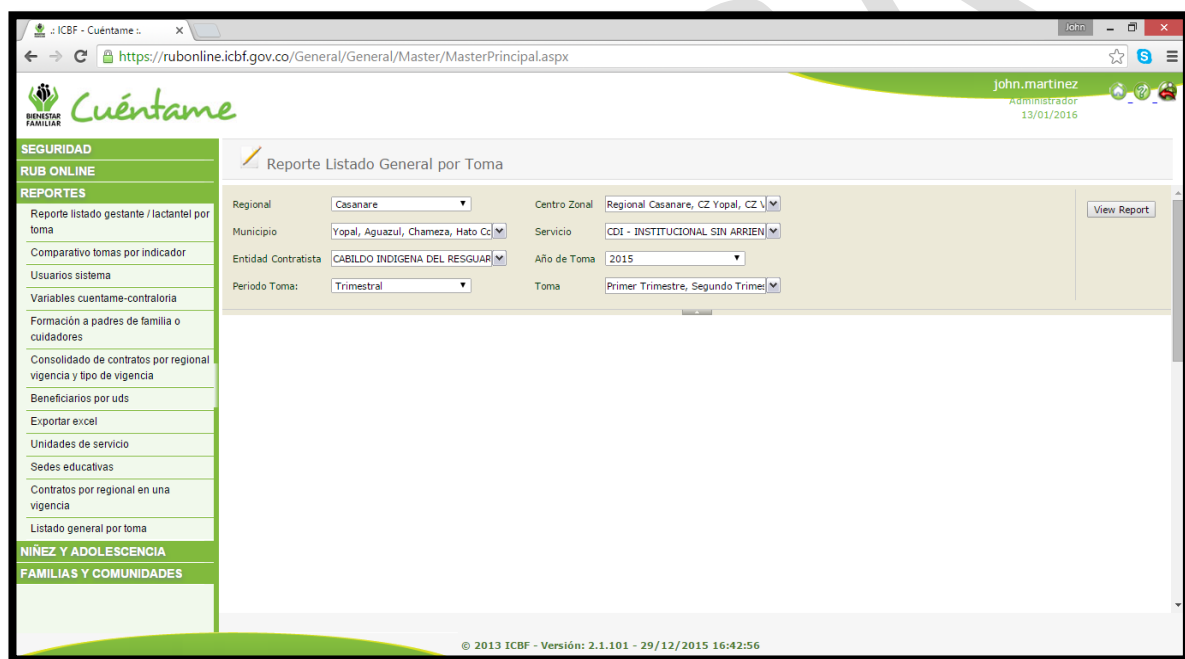 .: ICBF - Cuéntame :.
John
https://rubonline.icbf.gov.co/General/General/Master/MasterPrincipal.aspx
BIENESTAR
FAMILIAR
Cuéntame
john.martinez
Administrador
13/01/2016
SEGURIDAD
RUB ONLINE
REPORTES
Reporte listado gestante / lactantel por
toma
Comparativo tomas por indicador
Usuarios sistema
Variables cuentame-contraloria
Formación a padres de familia o
cuidadores
Consolidado de contratos por regional
vigencia y tipo de vigencia
Beneficiarios por uds
Exportar excel
Unidades de servicio
Sedes educativas
Contratos por regional en una
vigencia
Listado general por toma
NIÑEZ Y ADOLESCENCIA
FAMILIAS Y COMUNIDADES
Reporte Listado General por Toma
Regional Casanare Centro Zonal Regional Casanare, CZ Yopal, CZ
View Report
Municipio Yopal, Aguazul, Chameza, Hato Co Servicio CDI - INSTITUCIONAL SIN ARRIEN
Entidad Contratista CABILDO INDIGENA DEL RESGUAR Año de Toma 2015
Periodo Toma: Trimestral Toma Primer Trimestre, Segundo Trimes
© 2013 ICBF - Versión: 2.1.101 - 29/12/2015 16:42:56